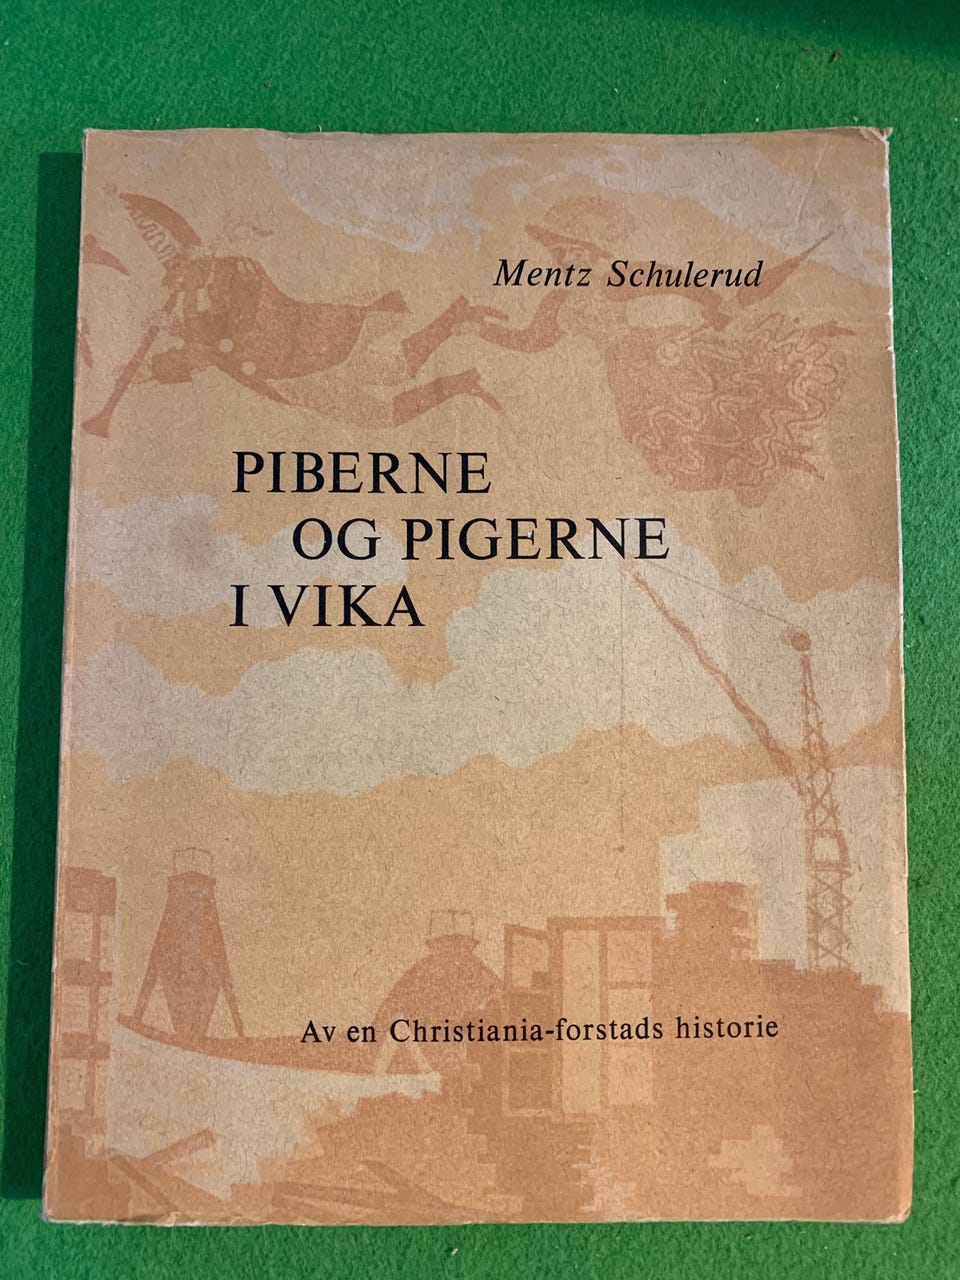 Mentz Schulerud
PIBERNE
OG PIGERNE
I VIKA
Av en Christiania-forstads historie